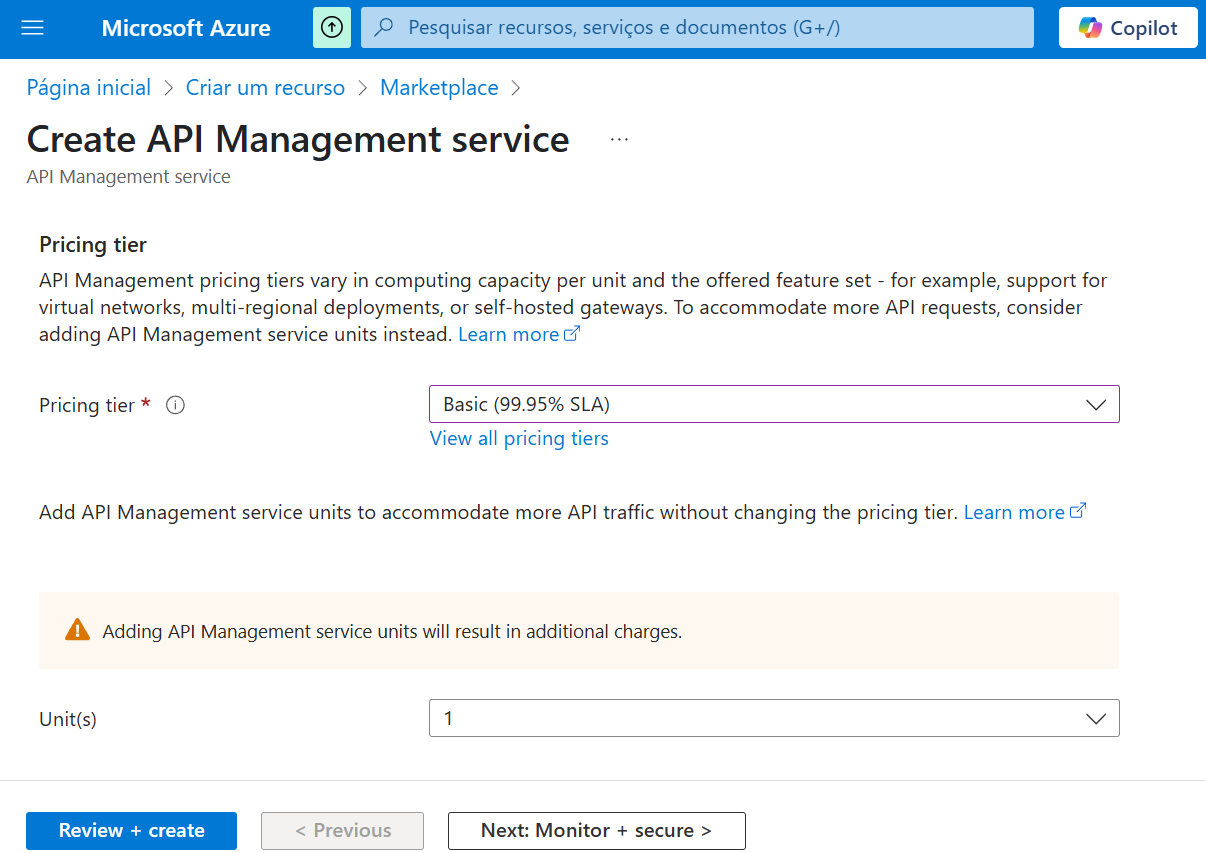 Microsoft Azure
Pesquisar recursos, serviços e documentos (G+/)
Copilot
Página inicial > Criar um recurso > Marketplace >
Create API Management service ...
API Management service
Pricing tier
API Management pricing tiers vary in computing capacity per unit and the offered feature set - for example, support for
virtual networks, multi-regional deployments, or self-hosted gateways. To accommodate more API requests, consider
adding API Management service units instead. Learn more
Pricing tier *
Basic (99.95% SLA)
View all pricing tiers
Add API Management service units to accommodate more API traffic without changing the pricing tier. Learn more
Adding API Management service units will result in additional charges.
Unit(s)
1
Review + create
< Previous
Next: Monitor + secure >